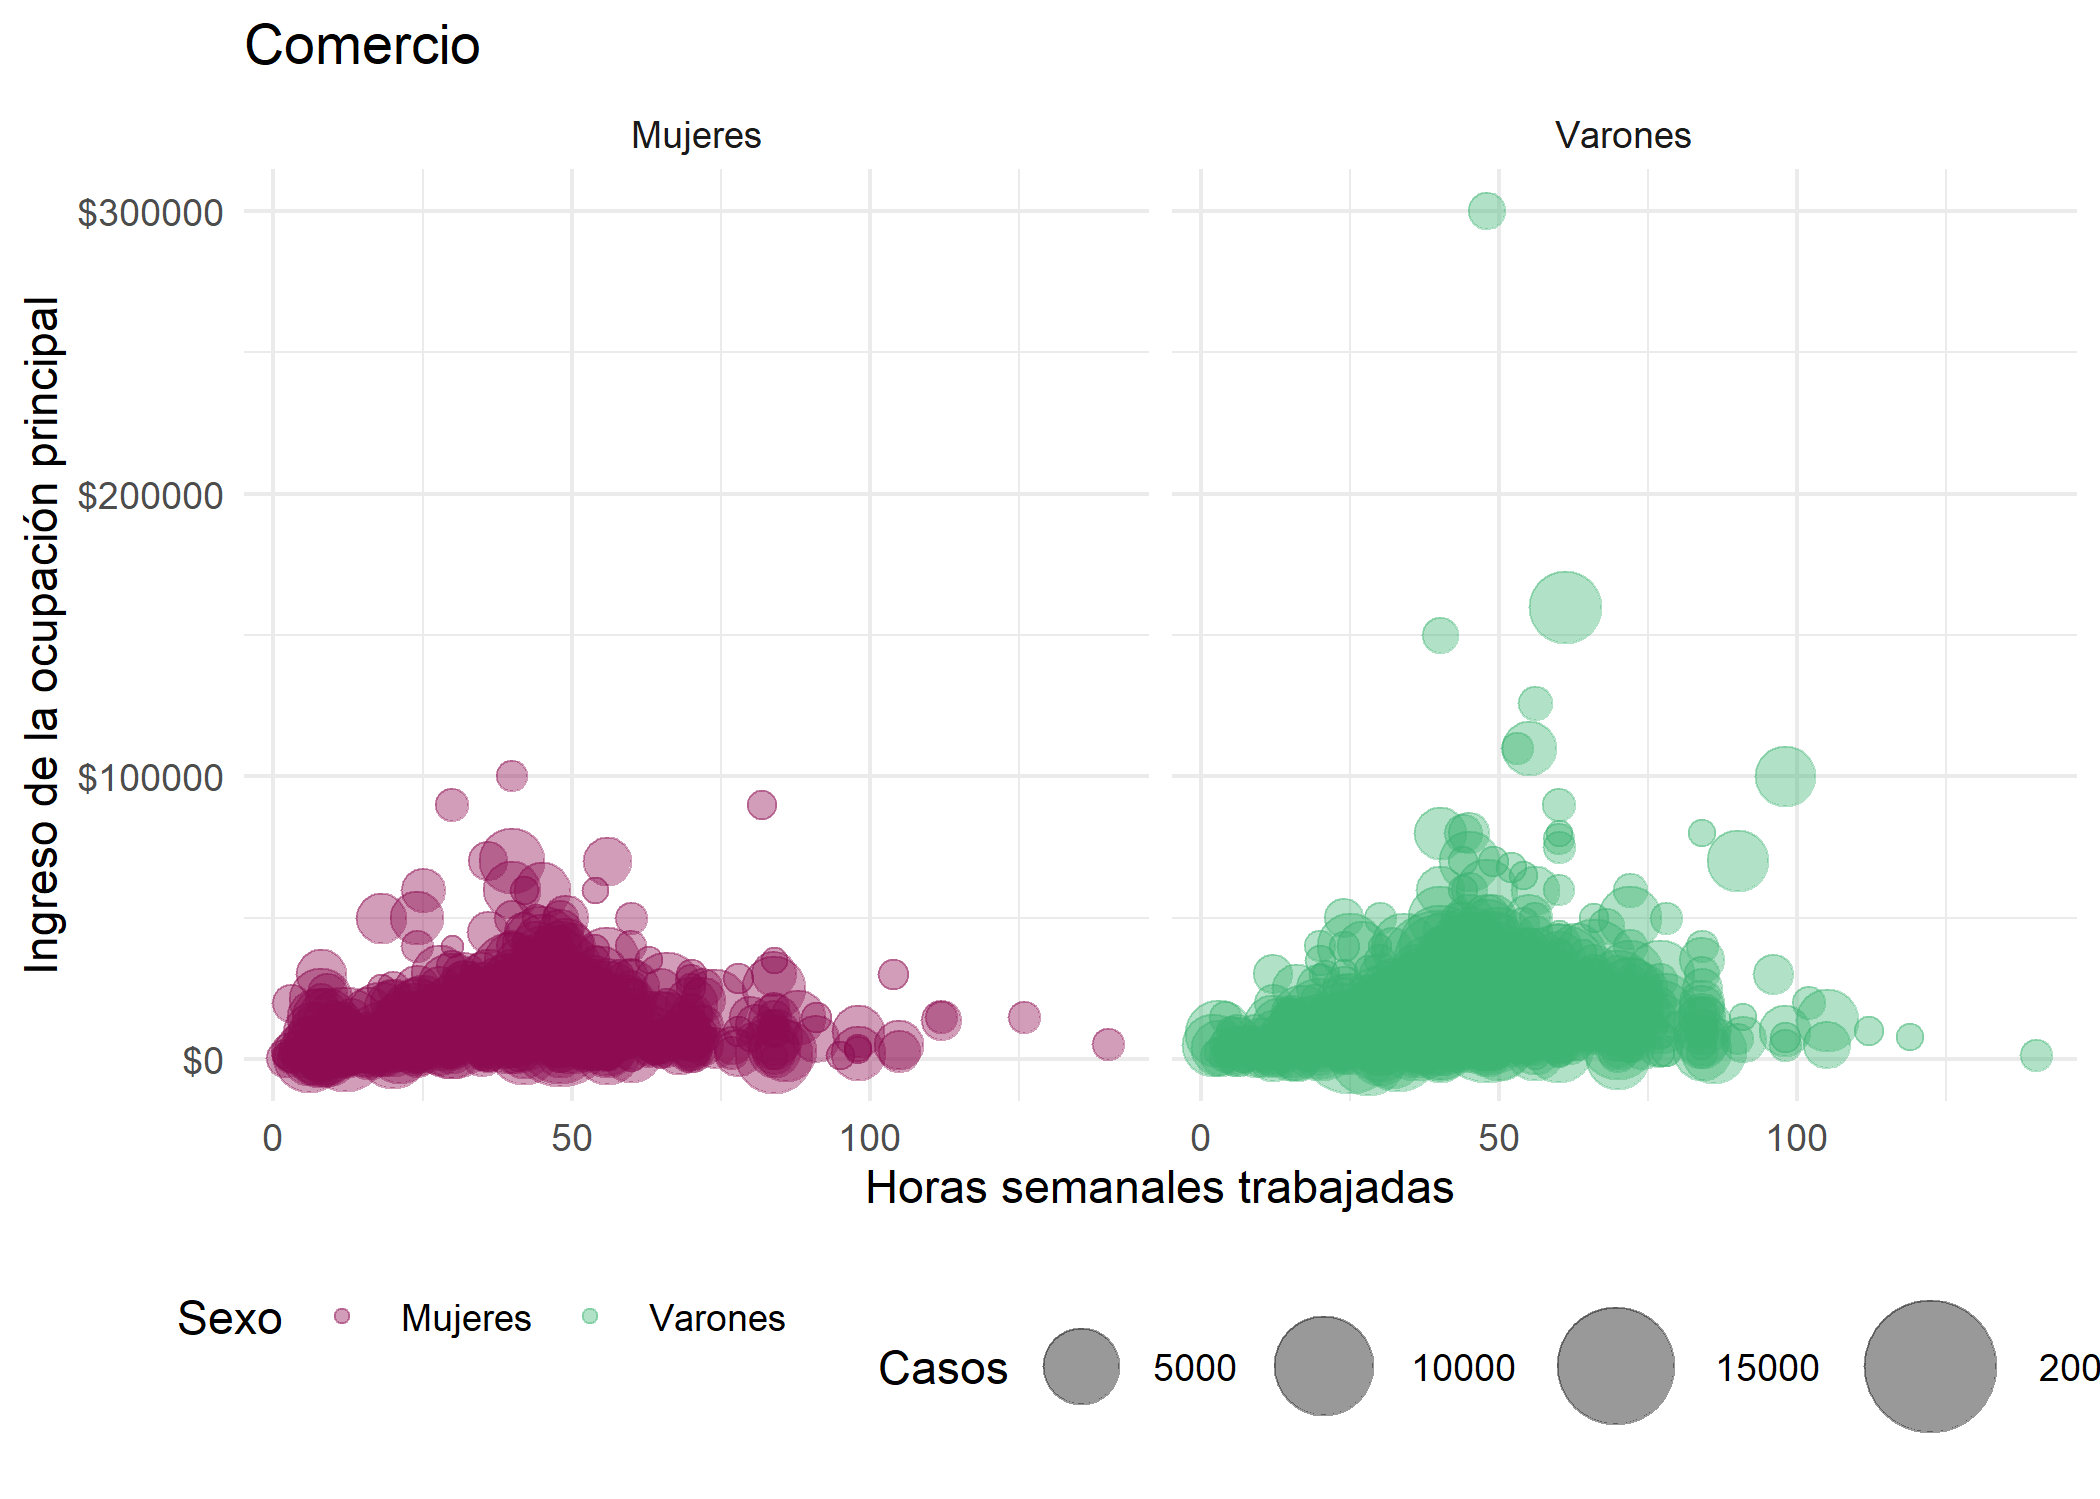 Comercio
Mujeres
Varones
Ingreso de la ocupación principal
$300000
$200000
$100000
$0
0 50 100
0 50 100
Horas semanales trabajadas
Sexo Mujeres Varones
Casos 5000 10000 15000 200